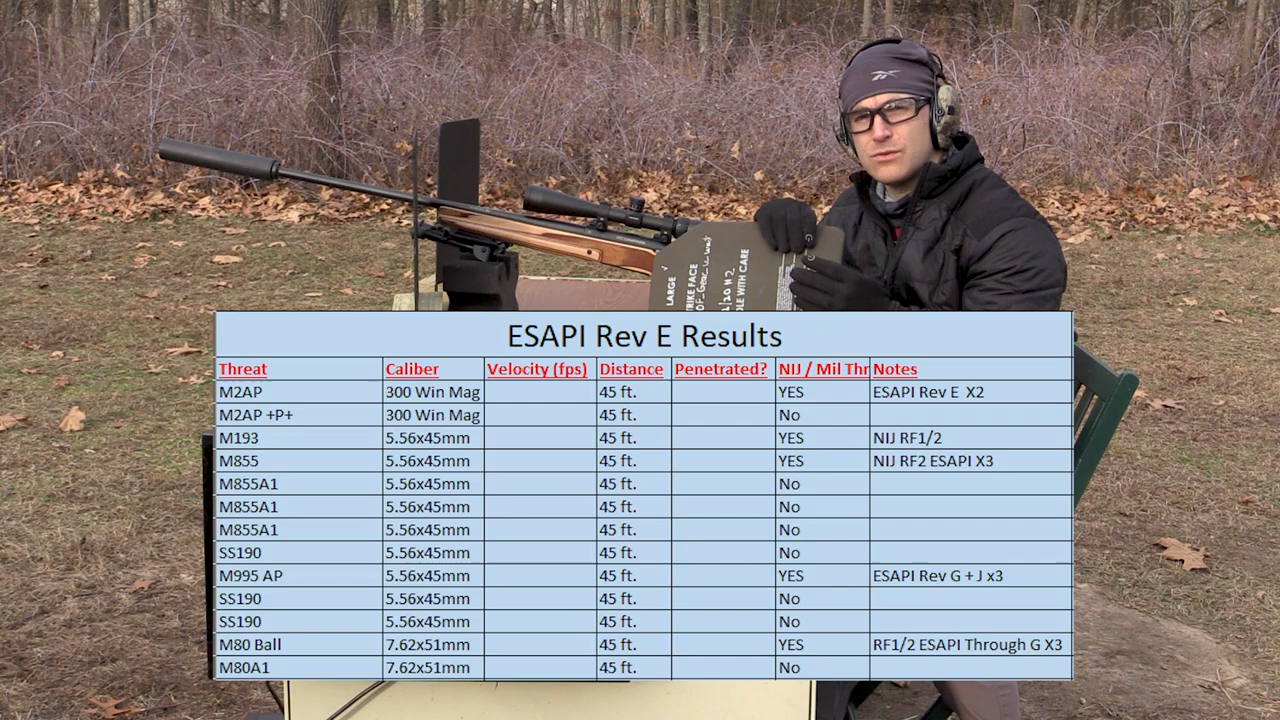 LARGE
STRIKE FACE
OF_Gear_u_want
1/20 #2
DLE WITH CARE
ESAPI Rev E Results
Threat Caliber Velocity (fps) Distance Penetrated? NIJ / Mil Thr Notes
M2AP 300 Win Mag 45 ft. YES ESAPI Rev E X2
M2AP +P+ 300 Win Mag 45 ft. No
M193 5.56x45mm 45 ft. YES NIJ RF1/2
M855 5.56x45mm 45 ft. YES NIJ RF2 ESAPI X3
M855A1 5.56x45mm 45 ft. No
M855A1 5.56x45mm 45 ft. No
M855A1 5.56x45mm 45 ft. No
SS190 5.56x45mm 45 ft. No
M995 AP 5.56x45mm 45 ft. YES ESAPI Rev G + J x3
SS190 5.56x45mm 45 ft. No
SS190 5.56x45mm 45 ft. No
M80 Ball 7.62x51mm 45 ft. YES RF1/2 ESAPI Through G X3
M80A1 7.62x51mm 45 ft. No